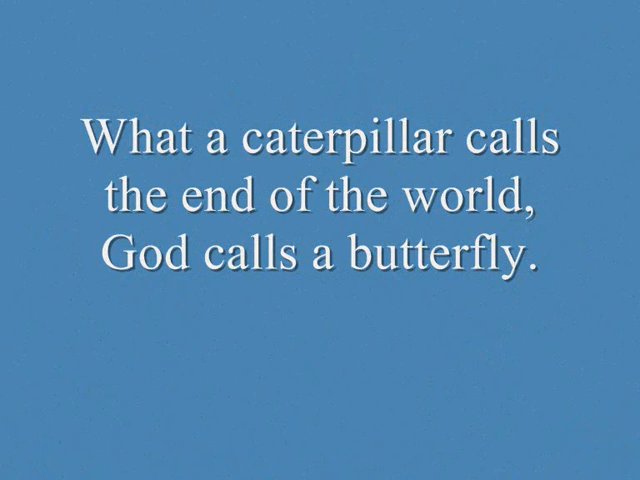 What a caterpillar calls
the end of the world,
God calls a butterfly.